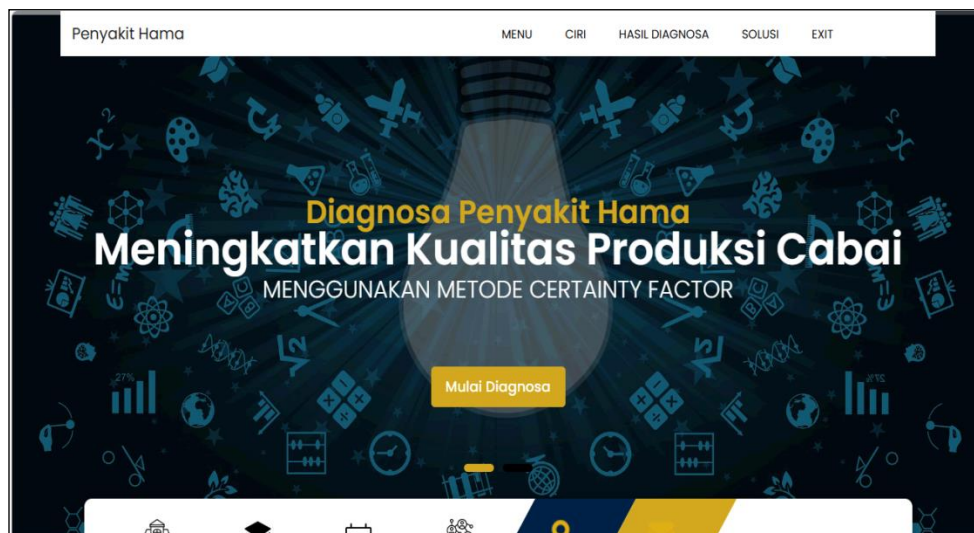 Penyakit Hama
MENU CIRI HASIL DIAGNOSA SOLUSI EXIT
Diagnosa Penyakit Hama
Meningkatkan Kualitas Produksi Cabai
MENGGUNAKAN METODE CERTAINTY FACTOR
Mulai Diagnosa
27%